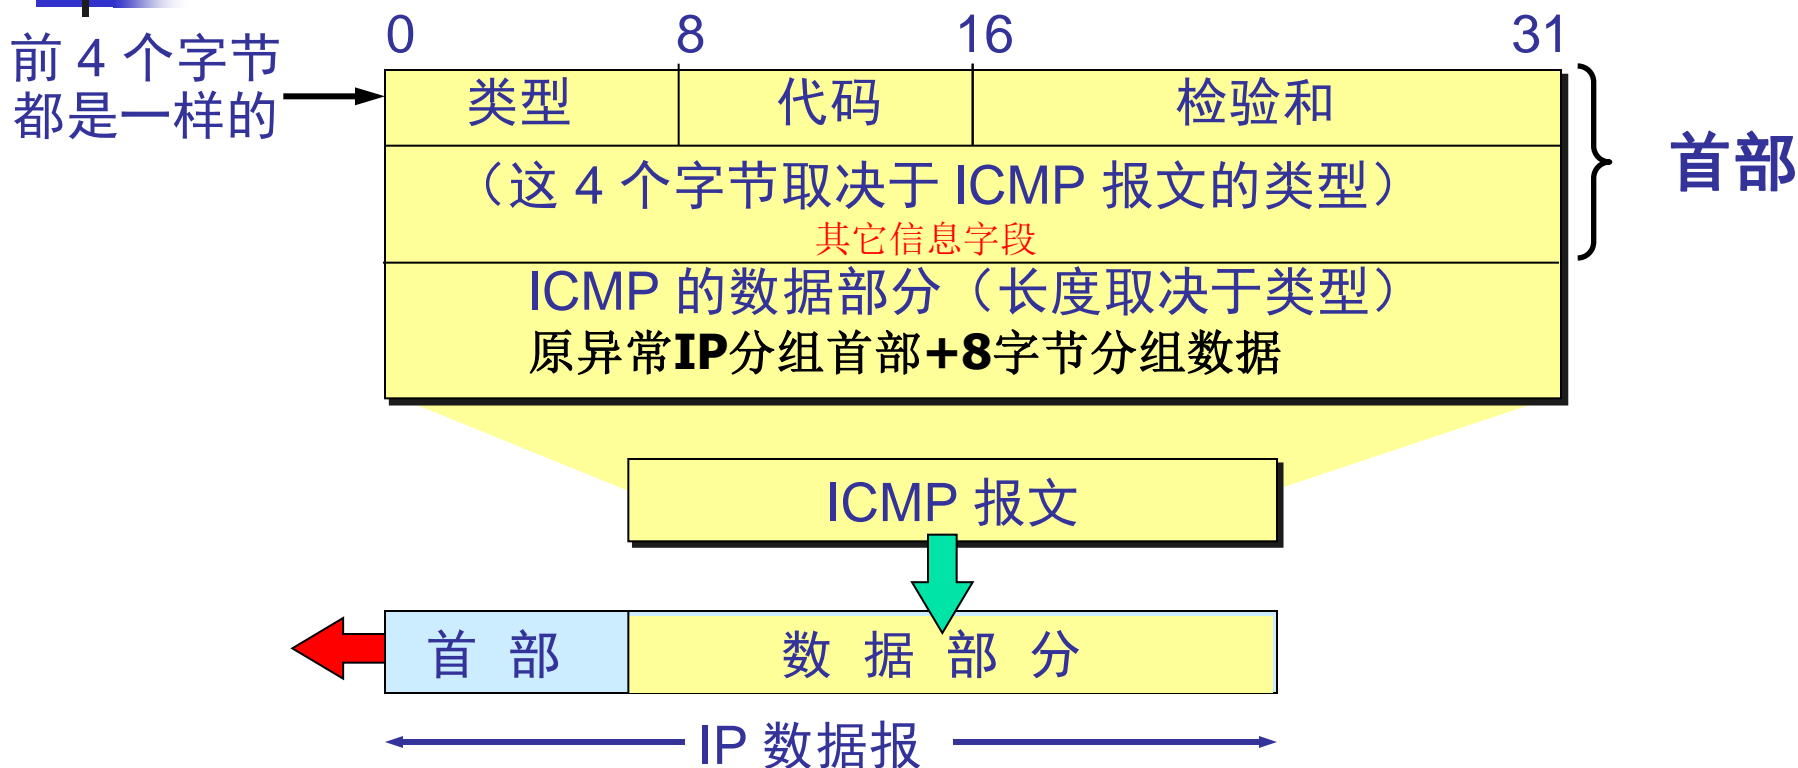 0 8 16 31
前 4 个字节
都是一样的
类型 代码 检验和
首部
（这 4 个字节取决于 ICMP 报文的类型）
其它信息字段
ICMP 的数据部分（长度取决于类型）
原异常IP分组首部+8字节分组数据
ICMP 报文
首 部 数 据 部 分
IP 数据报